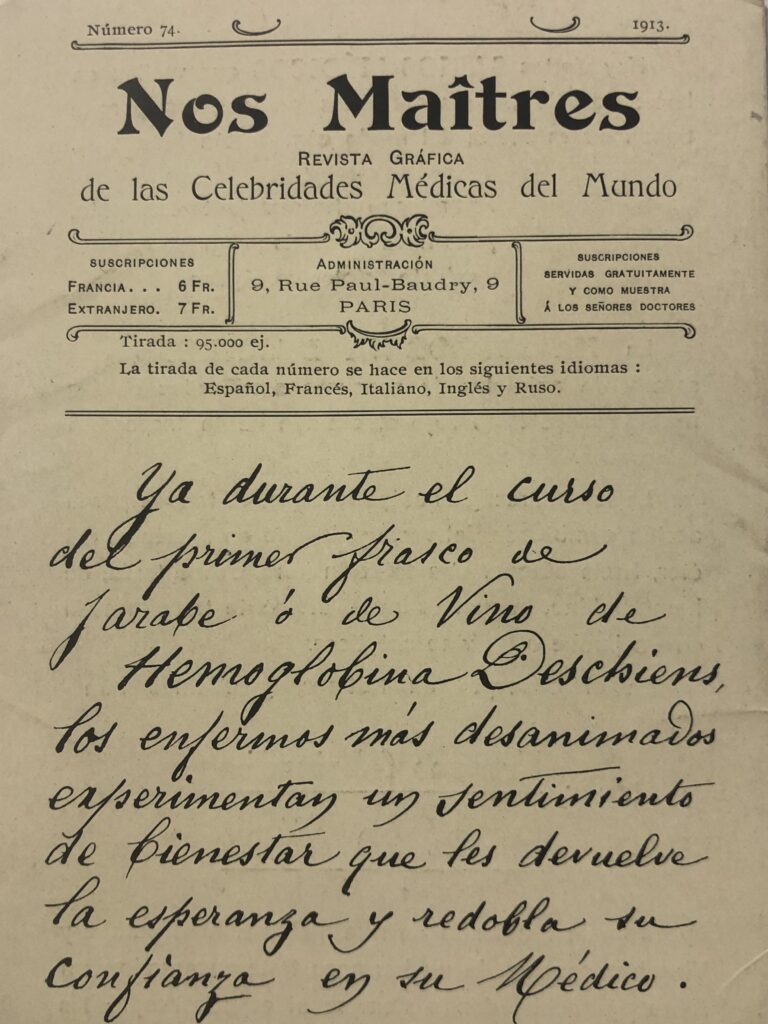 Número 74.
1913.
Nos Maîtres
REVISTA GRÁFICA
de las Celebridades Médicas del Mundo
SUSCRIPCIONES
FRANCIA... 6 FR.
EXTRANJERO. 7 FR.
ADMINISTRACIÓN
9, Rue Paul-Baudry, 9
PARIS
SUSCRIPCIONES
SERVIDAS GRATUITAMENTE
Y COMO MUESTRA
Á LOS SEÑORES DOCTORES
Tirada : 95.000 ej.
La tirada de cada número se hace en los siguientes idiomas :
Español, Francés, Italiano, Inglés y Ruso.
Ya durante el curso
del primer frasco de
Jarabe ó de Vino de
Hemoglobina Deschiens,
los enfermos más desanimados
experimentan un sentimiento
de bienestar que les devuelve
la esperanza y redobla su
confianza en su Médico.